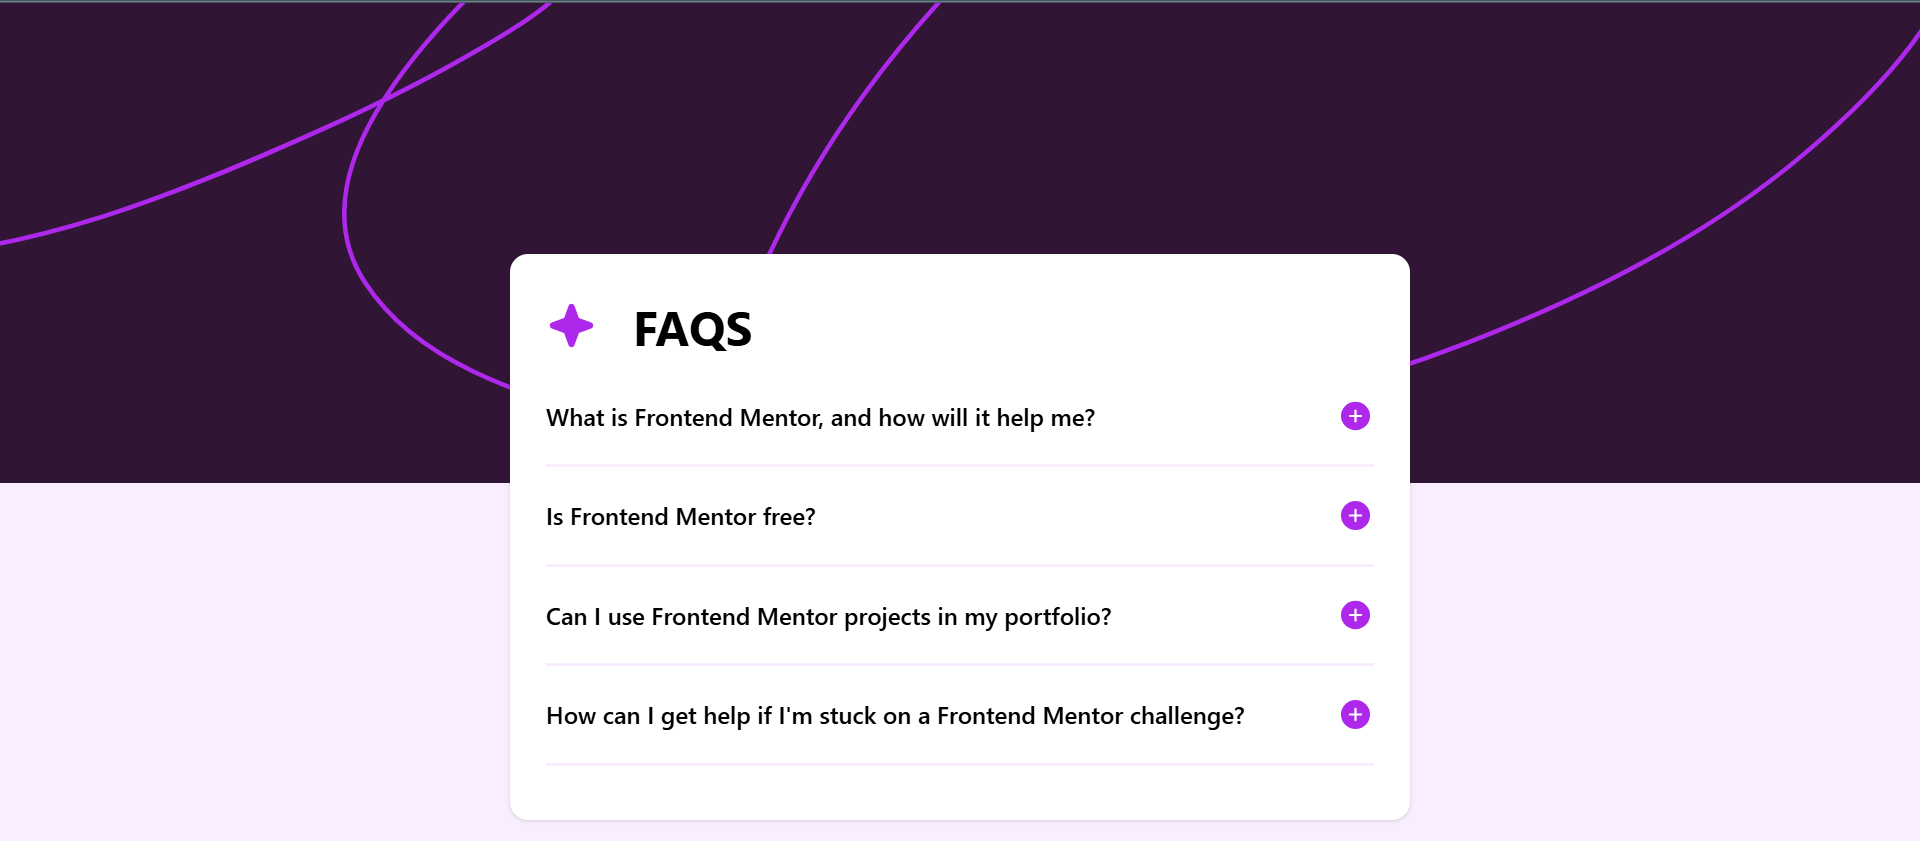 FAQS
What is Frontend Mentor, and how will it help me?
Is Frontend Mentor free?
Can I use Frontend Mentor projects in my portfolio?
How can I get help if I'm stuck on a Frontend Mentor challenge?